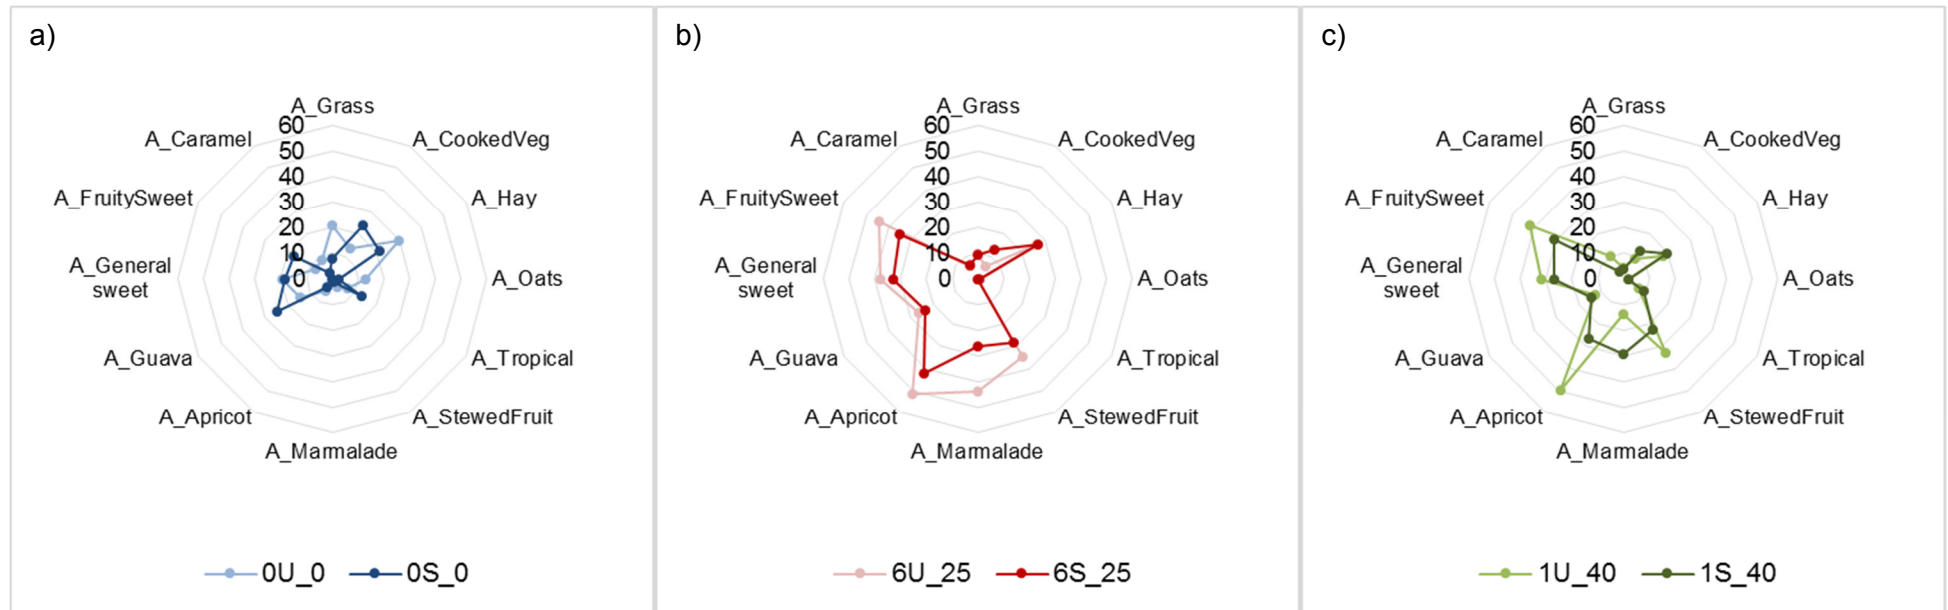 a)
A_Grass
60
A_Caramel
A_CookedVeg
50
40
A_FruitySweet
A_Hay
30
20
10
A_General
sweet
0
A_Oats
A_Guava
A_Tropical
A_Apricot
A_StewedFruit
A_Marmalade
0U_0
0S_0
b)
A_Grass
60
A_Caramel
A_CookedVeg
50
40
A_FruitySweet
A_Hay
30
20
10
A_General
sweet
0
A_Oats
A_Guava
A_Tropical
A_Apricot
A_StewedFruit
A_Marmalade
6U_25
6S_25
c)
A_Grass
60
A_Caramel
A_CookedVeg
50
40
A_FruitySweet
A_Hay
30
20
10
A_General
sweet
0
A_Oats
A_Guava
A_Tropical
A_Apricot
A_StewedFruit
A_Marmalade
1U_40
1S_40